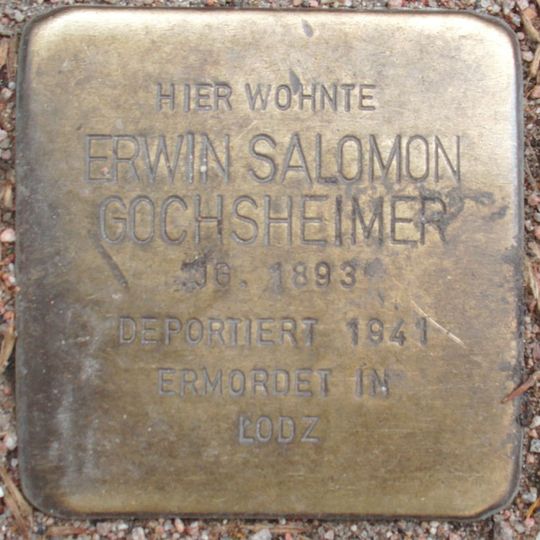 HIER WOHNTE
ERWIN SALOMON
GOCHSHEIMER
JG. 1893
DEPORTIERT 1941
ERMORDET IN
LODZ